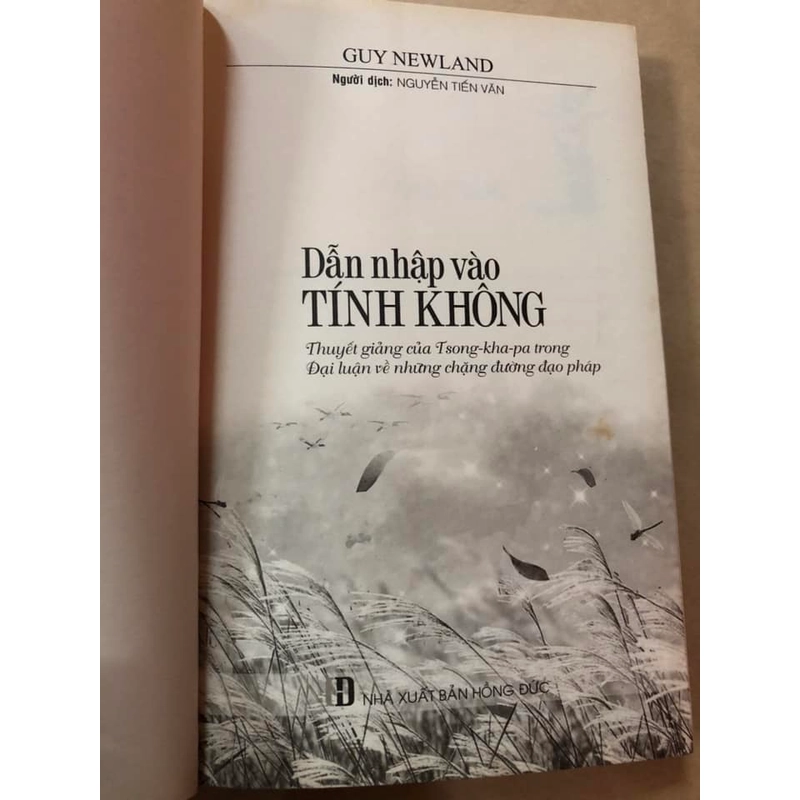 GUY NEWLAND
Người dịch: NGUYỄN TIẾN VĂN
Dẫn nhập vào
TÍNH KHÔNG
Thuyết giảng của Tsong-kha-pa trong
Đại luận về những chặng đường đạo pháp
NHÀ XUẤT BẢN HỒNG ĐỨC